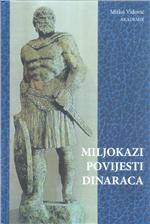 Mirko Vidović
AKADEMIK
MILJOKAZI
POVIJESTI
DINARACA